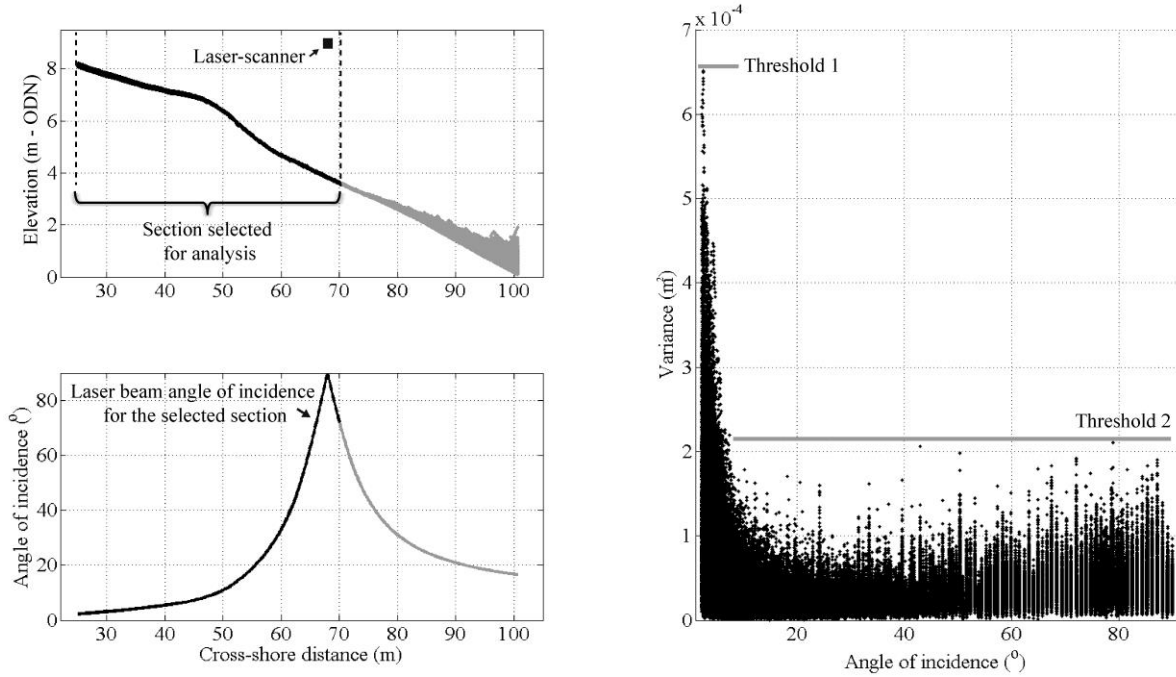 8
6
4
2
0
Elevation (m - ODN)
Laser-scanner
Section selected
for analysis
30 40 50 60 70 80 90 100
80
60
40
20
0
Angle of incidence (⁰)
Laser beam angle of incidence
for the selected section
30 40 50 60 70 80 90 100
Cross-shore distance (m)
x 10⁻⁴
7
6
5
4
3
2
1
0
Variance (m²)
Threshold 1
Threshold 2
20 40 60 80
Angle of incidence (⁰)